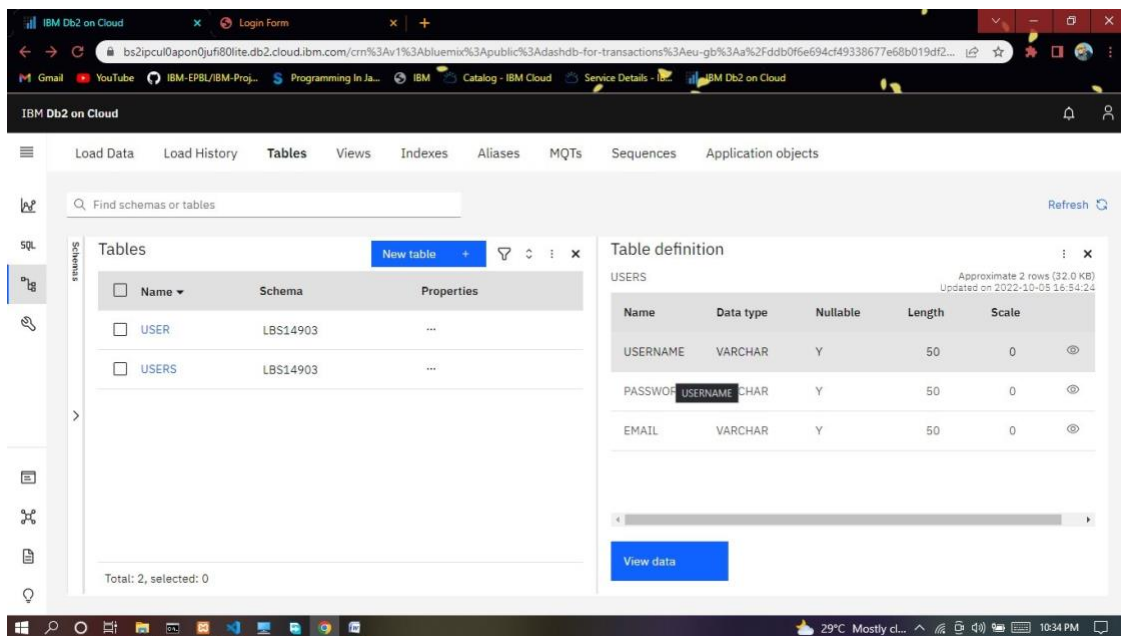 IBM Db2 on Cloud
Login Form
bs2ipcul0apon0jufi80lite.db2.cloud.ibm.com/crn%3Av1%3Abluemix%3Apublic%3Adashdb-for-transactions%3Aeu-gb%3Aa%2Fddb0f6e694cf49338677e68b019df2...
Gmail YouTube IBM-EPBL/IBM-Proj... Programming In Ja... IBM Catalog - IBM Cloud Service Details - IB... IBM Db2 on Cloud
IBM Db2 on Cloud
Load Data Load History Tables Views Indexes Aliases MQTs Sequences Application objects
Find schemas or tables
Refresh
SQL
Schemas
Tables
New table +
Name Schema Properties
USER LBS14903 ...
USERS LBS14903 ...
Total: 2, selected: 0
Table definition
USERS
Approximate 2 rows (32.0 KB)
Updated on 2022-10-05 16:54:24
Name Data type Nullable Length Scale
USERNAME VARCHAR Y 50 0
PASSWOR USERNAME CHAR Y 50 0
EMAIL VARCHAR Y 50 0
View data
29°C Mostly cl... 10:34 PM